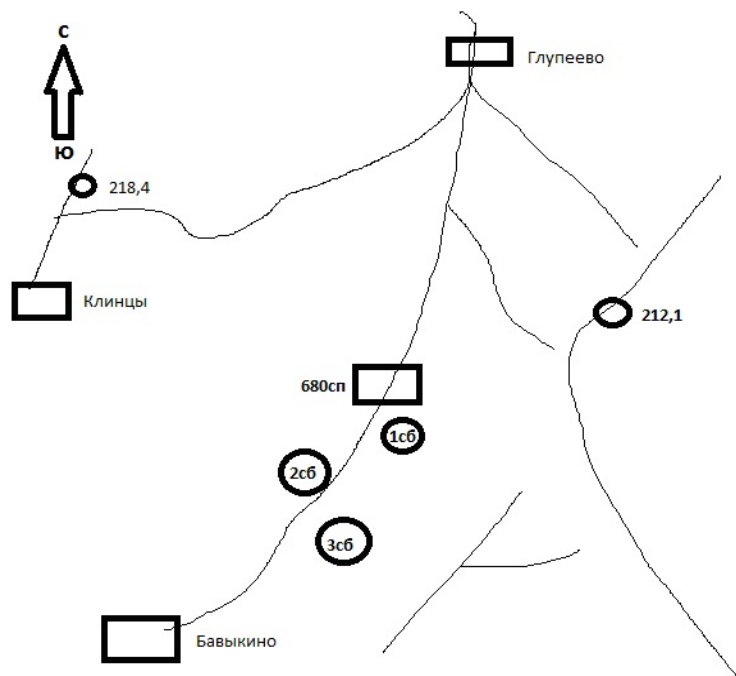 С
Глупеево
Ю
218,4
Клинцы
212,1
680сп
1сб
2сб
3сб
Бавыкино